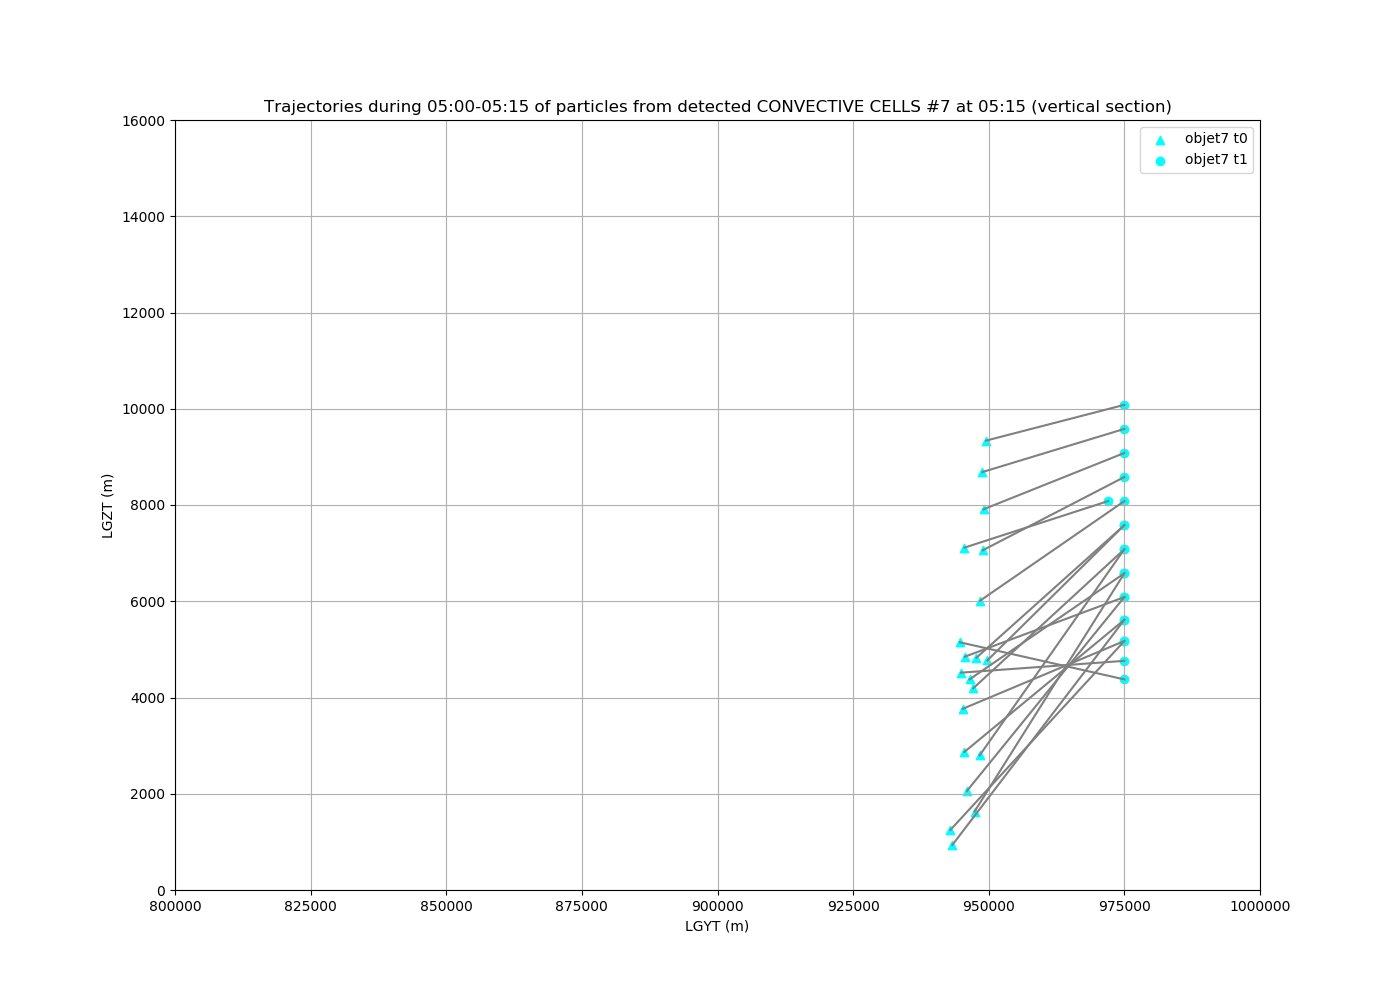 Trajectories during 05:00-05:15 of particles from detected CONVECTIVE CELLS #7 at 05:15 (vertical section)
objet7 t0
objet7 t1
16000
14000
12000
10000
8000
6000
4000
2000
0
LGZT (m)
800000 825000 850000 875000 900000 925000 950000 975000 1000000
LGYT (m)